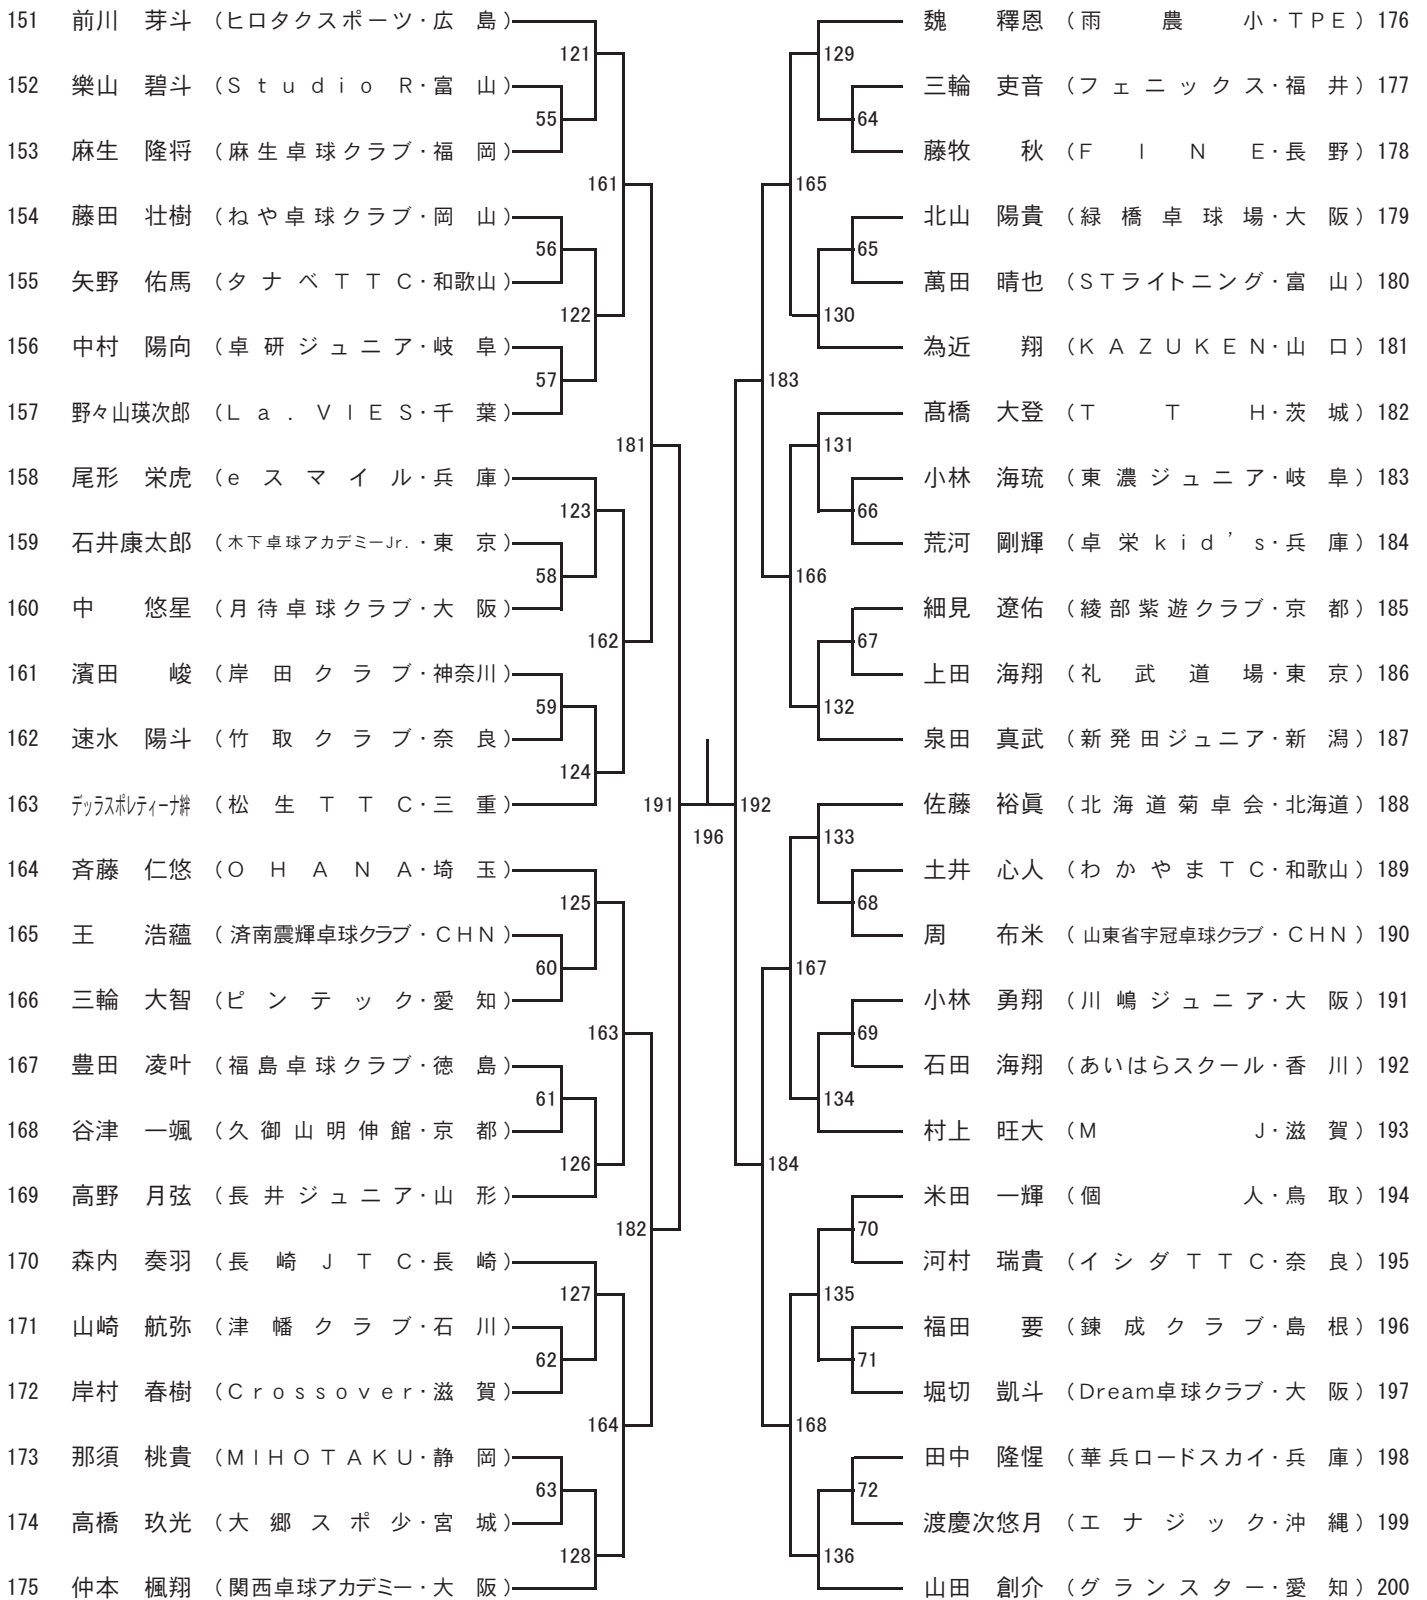 151 前川 芽斗 (ヒロタクスポーツ・広島)
152 樂山 碧斗 (Studio R・富山)
153 麻生 隆将 (麻生卓球クラブ・福岡)
154 藤田 壮樹 (ねや卓球クラブ・岡山)
155 矢野 佑馬 (タナベTTC・和歌山)
156 中村 陽向 (卓研ジュニア・岐阜)
157 野々山瑛次郎 (La.VIES・千葉)
158 尾形 栄虎 (eスマイル・兵庫)
159 石井康太郎 (木下卓球アカデミーJr.・東京)
160 中 悠星 (月待卓球クラブ・大阪)
161 濱田 峻 (岸田クラブ・神奈川)
162 速水 陽斗 (竹取クラブ・奈良)
163 デッラスポレティーナ絆 (松生TTC・三重)
164 斉藤 仁悠 (OHANA・埼玉)
165 王 浩蘊 (済南震輝卓球クラブ・CHN)
166 三輪 大智 (ピンテック・愛知)
167 豊田 凌叶 (福島卓球クラブ・徳島)
168 谷津 一颯 (久御山明伸館・京都)
169 高野 月弦 (長井ジュニア・山形)
170 森内 奏羽 (長崎JTC・長崎)
171 山崎 航弥 (津幡クラブ・石川)
172 岸村 春樹 (Crossover・滋賀)
173 那須 桃貴 (MIHOTAKU・静岡)
174 高橋 玖光 (大郷スポ少・宮城)
175 仲本 楓翔 (関西卓球アカデミー・大阪)
121
55
161
56
122
57
181
123
58
162
59
124
191
125
60
163
61
126
182
127
62
164
63
128
196
192
129
64
165
65
130
183
131
66
166
67
132
133
68
167
69
134
184
70
135
71
168
72
136
魏 釋恩 (雨農小・TPE) 176
三輪 吏音 (フェニックス・福井) 177
藤牧 秋 (FINE・長野) 178
北山 陽貴 (緑橋卓球場・大阪) 179
萬田 晴也 (STライトニング・富山) 180
為近 翔 (KAZUKEN・山口) 181
髙橋 大登 (TTH・茨城) 182
小林 海琉 (東濃ジュニア・岐阜) 183
荒河 剛輝 (卓栄kid's・兵庫) 184
細見 遼佑 (綾部紫遊クラブ・京都) 185
上田 海翔 (礼武道場・東京) 186
泉田 真武 (新発田ジュニア・新潟) 187
佐藤 裕眞 (北海道菊卓会・北海道) 188
土井 心人 (わかやまTC・和歌山) 189
周 布米 (山東省宇冠卓球クラブ・CHN) 190
小林 勇翔 (川嶋ジュニア・大阪) 191
石田 海翔 (あいはらスクール・香川) 192
村上 旺大 (MJ・滋賀) 193
米田 一輝 (個人・鳥取) 194
河村 瑞貴 (イシダTTC・奈良) 195
福田 要 (錬成クラブ・島根) 196
堀切 凱斗 (Dream卓球クラブ・大阪) 197
田中 隆惺 (華兵ロードスカイ・兵庫) 198
渡慶次悠月 (エナジック・沖縄) 199
山田 創介 (グランスター・愛知) 200